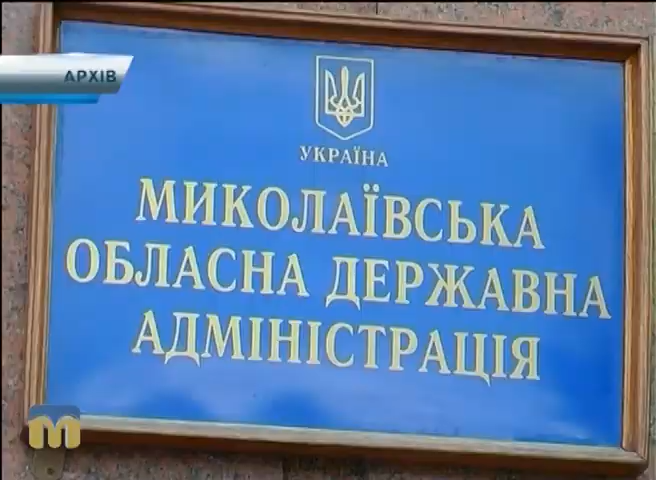 АРХІВ
УКРАЇНА
МИКОЛАЇВСЬКА
ОБЛАСНА ДЕРЖАВНА
АДМІНІСТРАЦІЯ
М